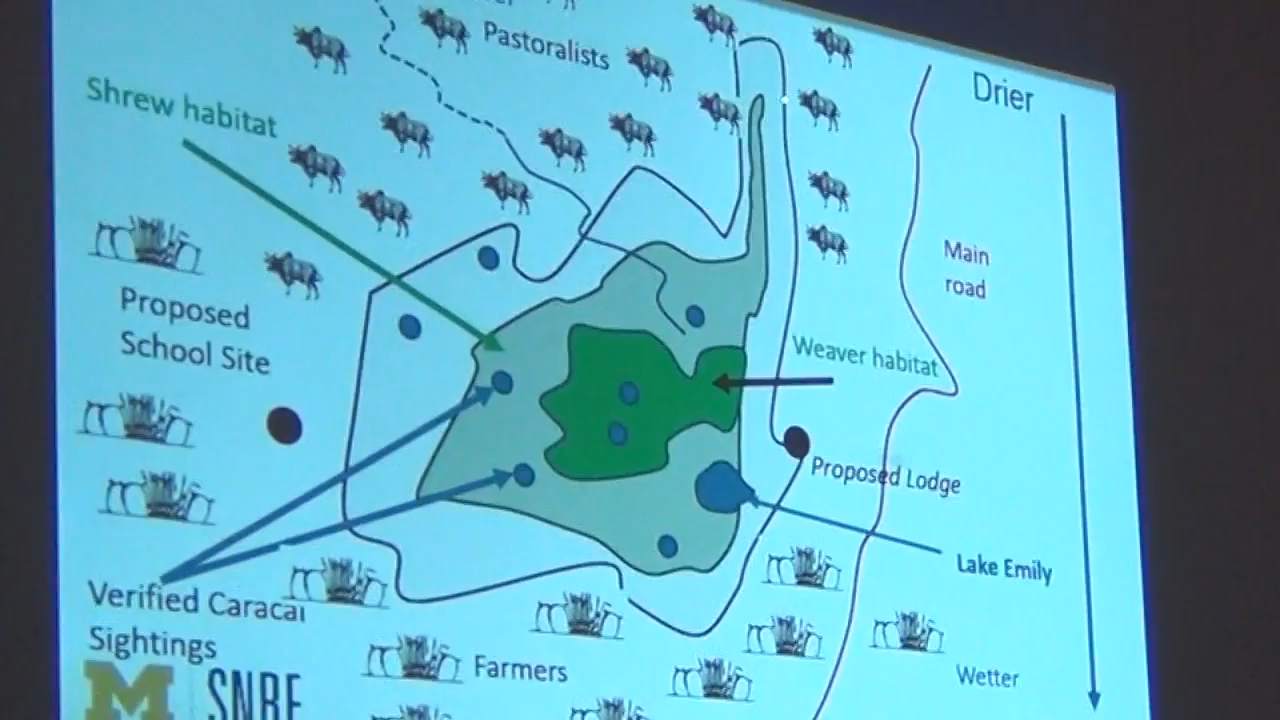 Pastoralists
Drier
Shrew habitat
Main
road
Proposed
School Site
Weaver habitat
Proposed Lodge
Lake Emily
Verified Caracal
Sightings
Farmers
Wetter
M
SNRE